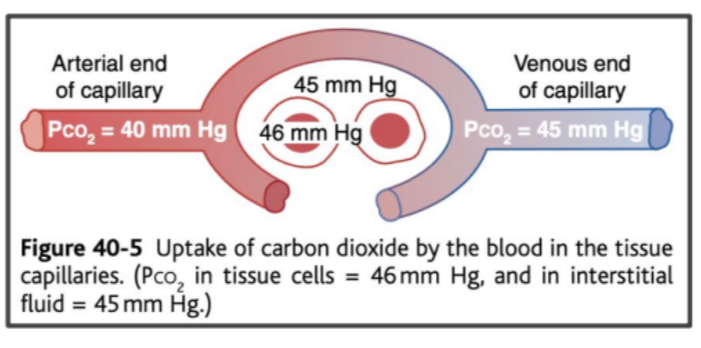 Arterial end
of capillary
Venous end
of capillary
45 mm Hg
Pco₂ = 40 mm Hg
46 mm Hg
Pco₂ = 45 mm Hg
Figure 40-5 Uptake of carbon dioxide by the blood in the tissue
capillaries. (Pco₂ in tissue cells = 46 mm Hg, and in interstitial
fluid = 45 mm Hg.)